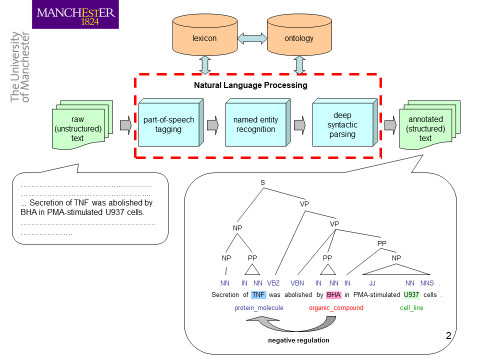 MANCHESTER
1824
The University
of Manchester
lexicon
ontology
Natural Language Processing
raw
(unstructured)
text
part-of-speech
tagging
named entity
recognition
deep
syntactic
parsing
annotated
(structured)
text
... Secretion of TNF was abolished by
BHA in PMA-stimulated U937 cells.
S
VP
VP
NP
PP
NP PP PP NP
NN IN NN VBZ VBN IN NN IN JJ NN NNS .
Secretion of TNF was abolished by BHA in PMA-stimulated U937 cells .
protein_molecule organic_compound cell_line
negative regulation
2